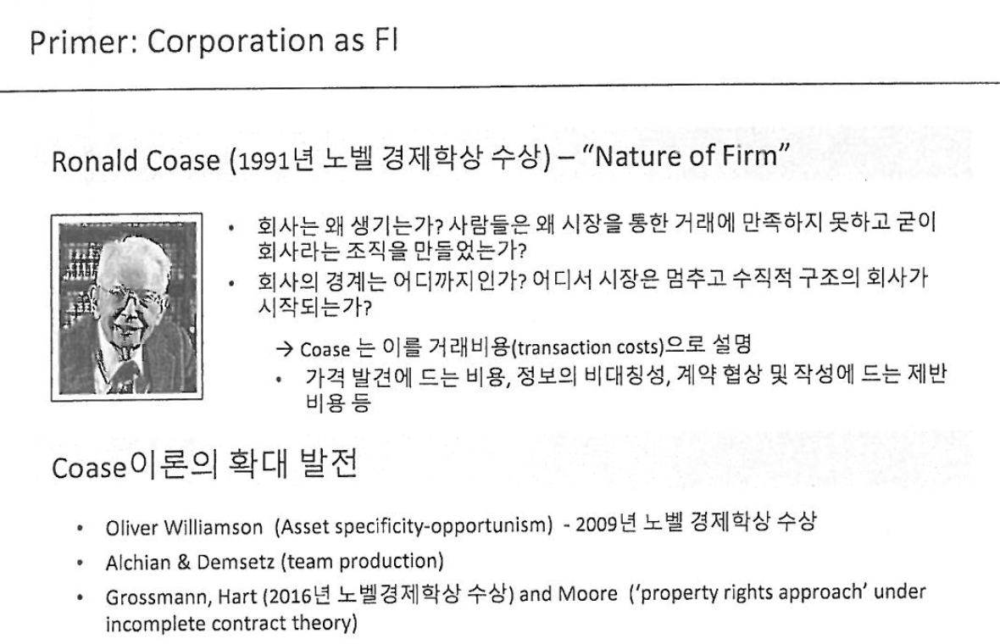 Primer: Corporation as FI
Ronald Coase (1991년 노벨 경제학상 수상) – “Nature of Firm”
• 회사는 왜 생기는가? 사람들은 왜 시장을 통한 거래에 만족하지 못하고 굳이
회사라는 조직을 만들었는가?
• 회사의 경계는 어디까지인가? 어디서 시장은 멈추고 수직적 구조의 회사가
시작되는가?
→ Coase 는 이를 거래비용(transaction costs)으로 설명
• 가격 발견에 드는 비용, 정보의 비대칭성, 계약 협상 및 작성에 드는 제반
비용 등
Coase이론의 확대 발전
• Oliver Williamson (Asset specificity-opportunism) - 2009년 노벨 경제학상 수상
• Alchian & Demsetz (team production)
• Grossmann, Hart (2016년 노벨경제학상 수상) and Moore (‘property rights approach’ under
incomplete contract theory)